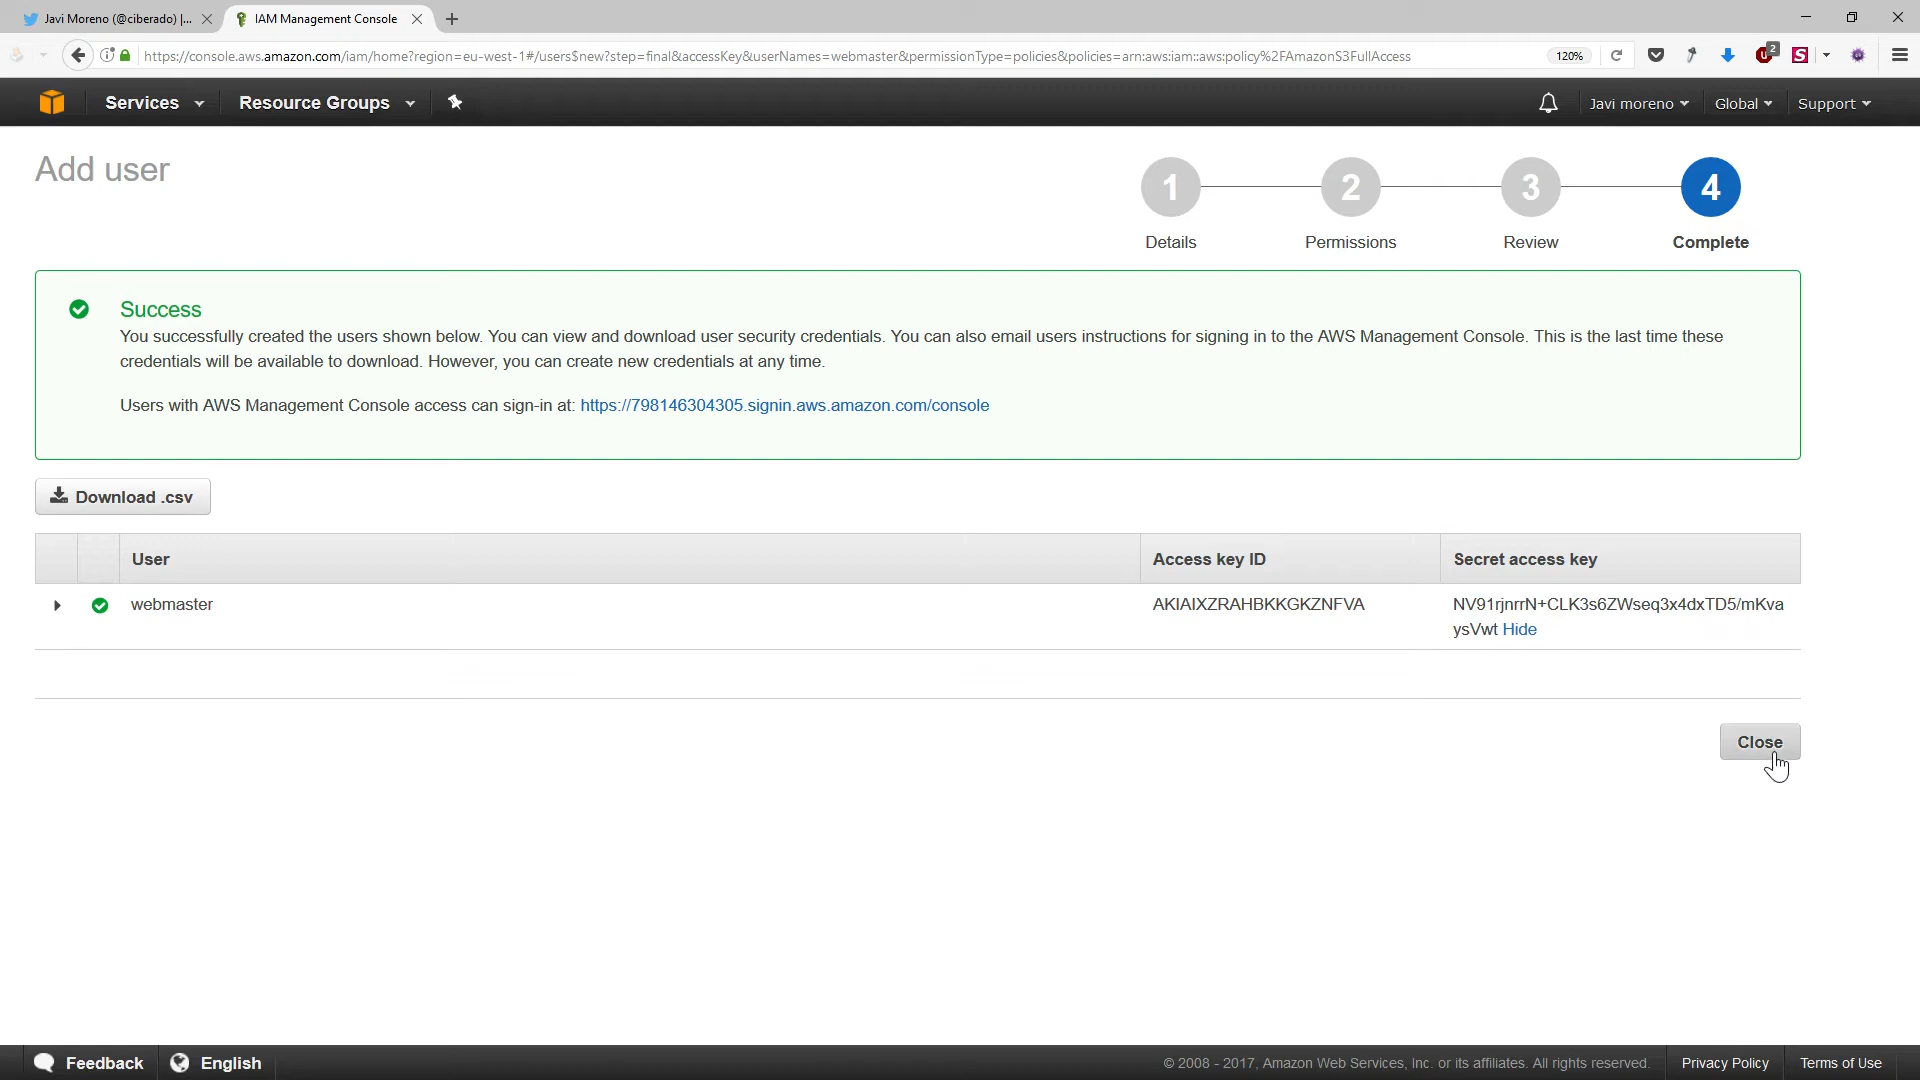 Javi Moreno (@ciberado) |...
IAM Management Console
https://console.aws.amazon.com/iam/home?region=eu-west-1#/users$new?step=final&accessKey&userNames=webmaster&permissionType=policies&policies=arn:aws:iam::aws:policy%2FAmazonS3FullAccess
120%
2
Services
Resource Groups
Javi moreno
Global
Support
Add user
1
2
3
4
Details
Permissions
Review
Complete
Success
You successfully created the users shown below. You can view and download user security credentials. You can also email users instructions for signing in to the AWS Management Console. This is the last time these
credentials will be available to download. However, you can create new credentials at any time.
Users with AWS Management Console access can sign-in at: https://798146304305.signin.aws.amazon.com/console
Download .csv
User
Access key ID
Secret access key
webmaster
AKIAIXZRAHBKKGKZNFVA
NV91rjnrrN+CLK3s6ZWseq3x4dxTD5/mKva
ysVwt Hide
Close
Feedback
English
© 2008 - 2017, Amazon Web Services, Inc. or its affiliates. All rights reserved.
Privacy Policy
Terms of Use